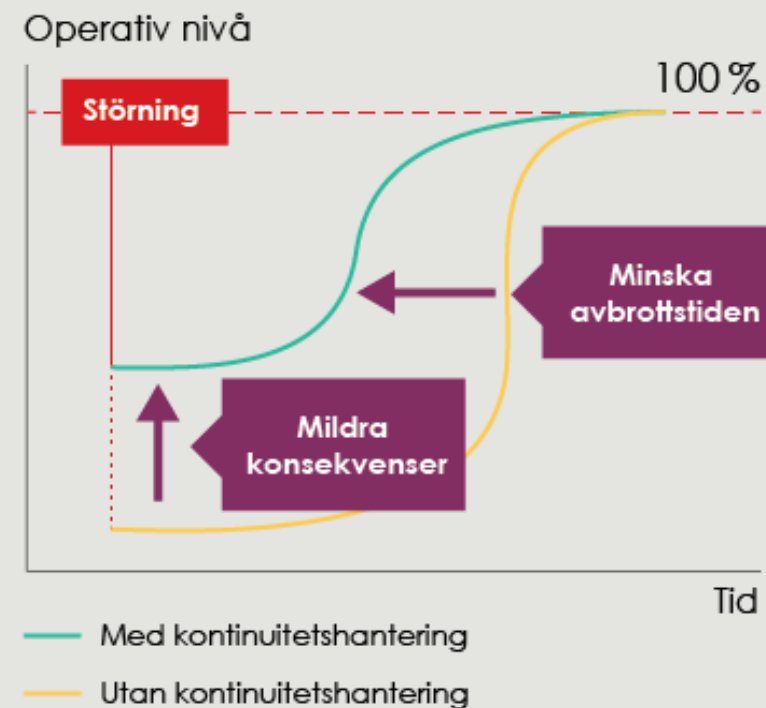 Operativ nivå
100 %
Störning
Minska
avbrottstiden
Mildra
konsekvenser
Tid
Med kontinuitetshantering
Utan kontinuitetshantering